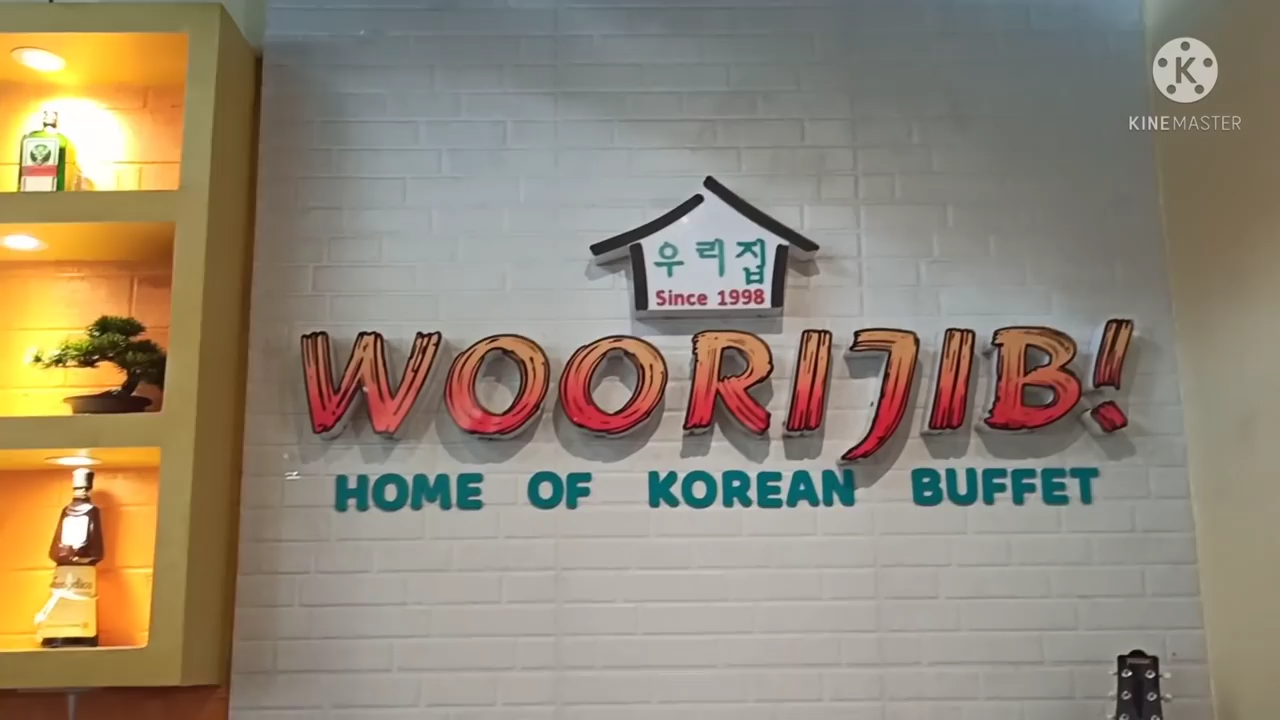 우리집
Since 1998
WOORIJIB!
HOME OF KOREAN BUFFET
K
KINEMASTER